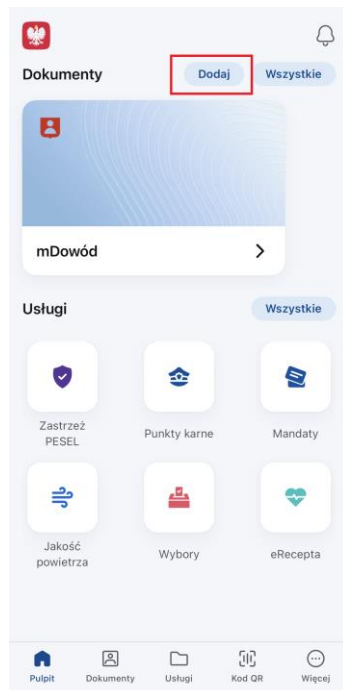 Dokumenty Dodaj Wszystkie
mDowód
Usługi Wszystkie
Zastrzeż
PESEL
Punkty karne
Mandaty
Jakość
powietrza
Wybory
eRecepta
Pulpit Dokumenty Usługi Kod QR Więcej